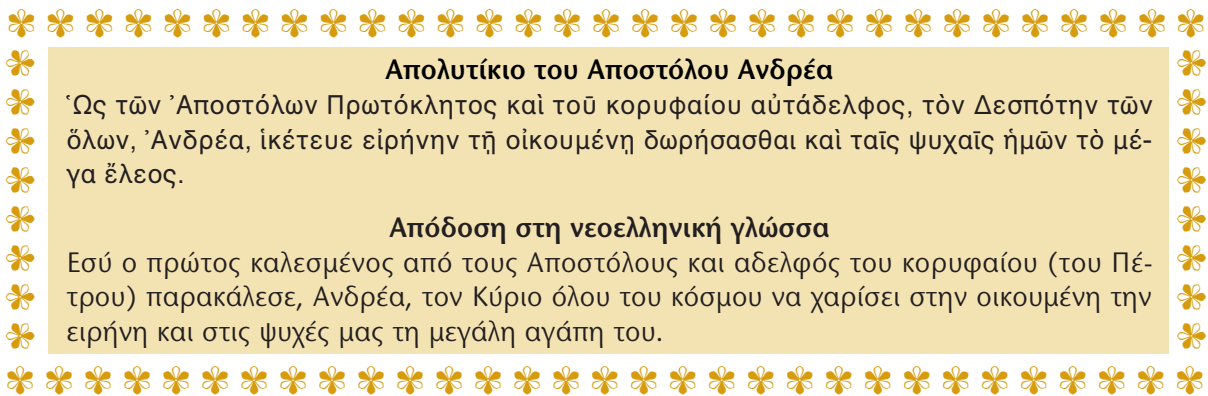 Απολυτίκιο του Αποστόλου Ανδρέα
Ὡς τῶν Ἀποστόλων Πρωτόκλητος καὶ τοῦ κορυφαίου αὐτάδελφος, τὸν Δεσπότην τῶν
ὅλων, Ἀνδρέα, ἱκέτευε εἰρήνην τῇ οἰκουμένῃ δωρήσασθαι καὶ ταῖς ψυχαῖς ἡμῶν τὸ μέ-
γα ἔλεος.
Απόδοση στη νεοελληνική γλώσσα
Εσύ ο πρώτος καλεσμένος από τους Αποστόλους και αδελφός του κορυφαίου (του Πέ-
τρου) παρακάλεσε, Ανδρέα, τον Κύριο όλου του κόσμου να χαρίσει στην οικουμένη την
ειρήνη και στις ψυχές μας τη μεγάλη αγάπη του.